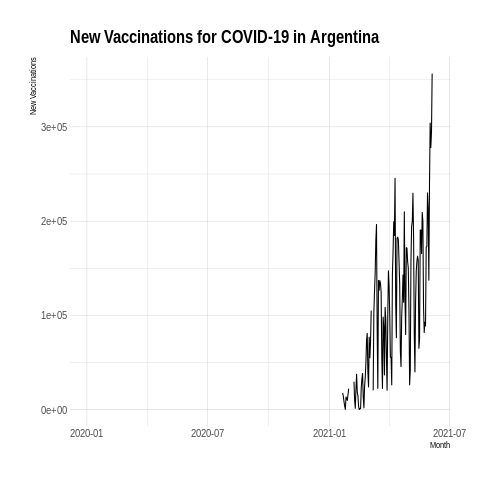 New Vaccinations for COVID-19 in Argentina
New Vaccinations
3e+05
2e+05
1e+05
0e+00
2020-01 2020-07 2021-01 2021-07
Month